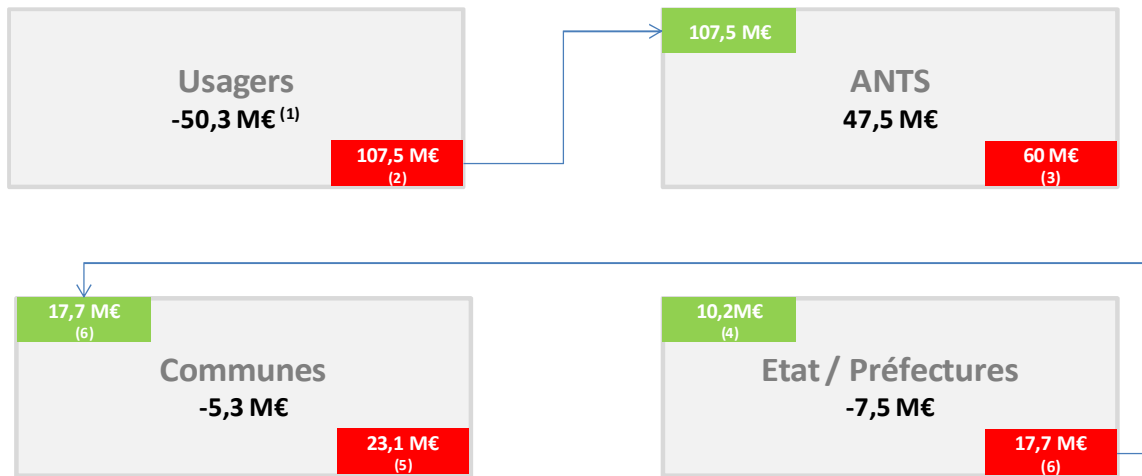 Usagers
-50,3 M€ (1)
107,5 M€
(2)
107,5 M€
ANTS
47,5 M€
60 M€
(3)
17,7 M€
(6)
Communes
-5,3 M€
23,1 M€
(5)
10,2M€
(4)
Etat / Préfectures
-7,5 M€
17,7 M€
(6)